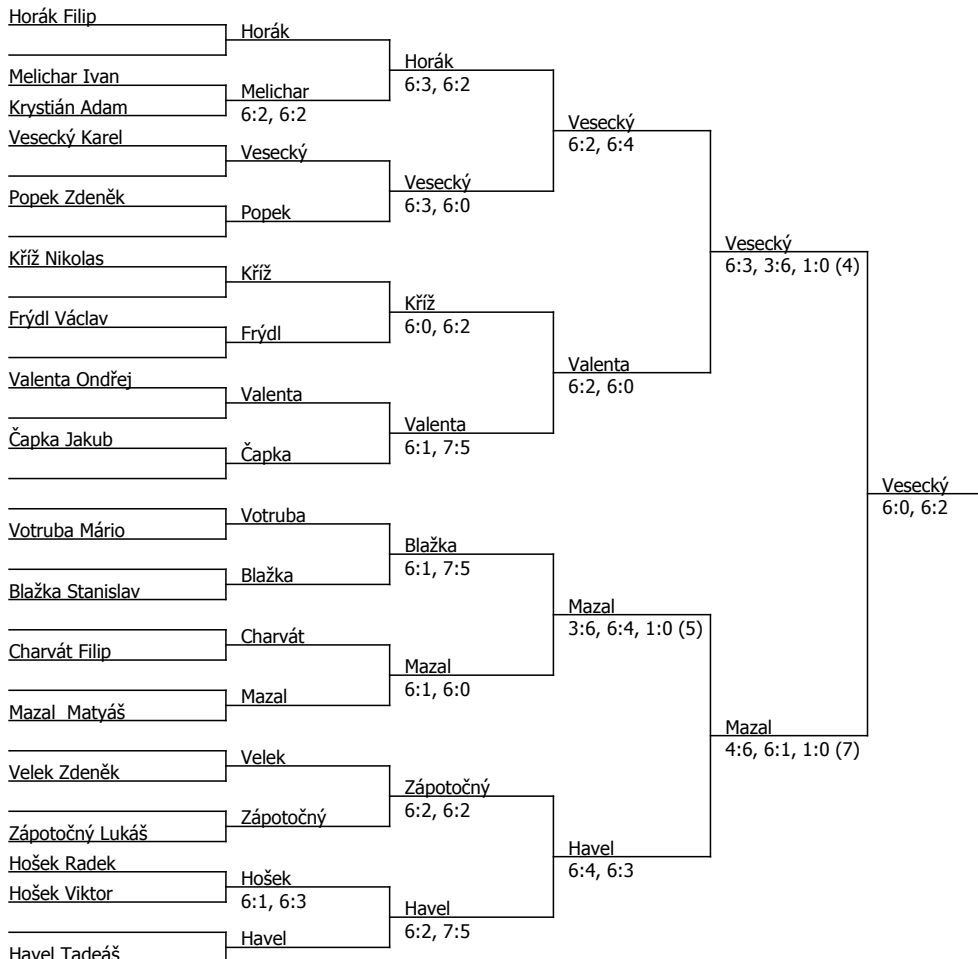 Horák Filip
Horák
Horák
6:3, 6:2
Melichar Ivan
Melichar
6:2, 6:2
Krystián Adam
Vesecký
6:2, 6:4
Vesecký Karel
Vesecký
Vesecký
6:3, 6:0
Popek Zdeněk
Popek
Vesecký
6:3, 3:6, 1:0 (4)
Kříž Nikolas
Kříž
Kříž
6:0, 6:2
Frýdl Václav
Frýdl
Valenta
6:2, 6:0
Valenta Ondřej
Valenta
Valenta
6:1, 7:5
Čapka Jakub
Čapka
Vesecký
6:0, 6:2
Votruba Mário
Votruba
Blažka
6:1, 7:5
Blažka Stanislav
Blažka
Mazal
3:6, 6:4, 1:0 (5)
Charvát Filip
Charvát
Mazal
6:1, 6:0
Mazal  Matyáš
Mazal
Mazal
4:6, 6:1, 1:0 (7)
Velek Zdeněk
Velek
Zápotočný
6:2, 6:2
Zápotočný Lukáš
Zápotočný
Havel
6:4, 6:3
Hošek Radek
Hošek
6:1, 6:3
Hošek Viktor
Havel
6:2, 7:5
Havel Tadeáš
Havel